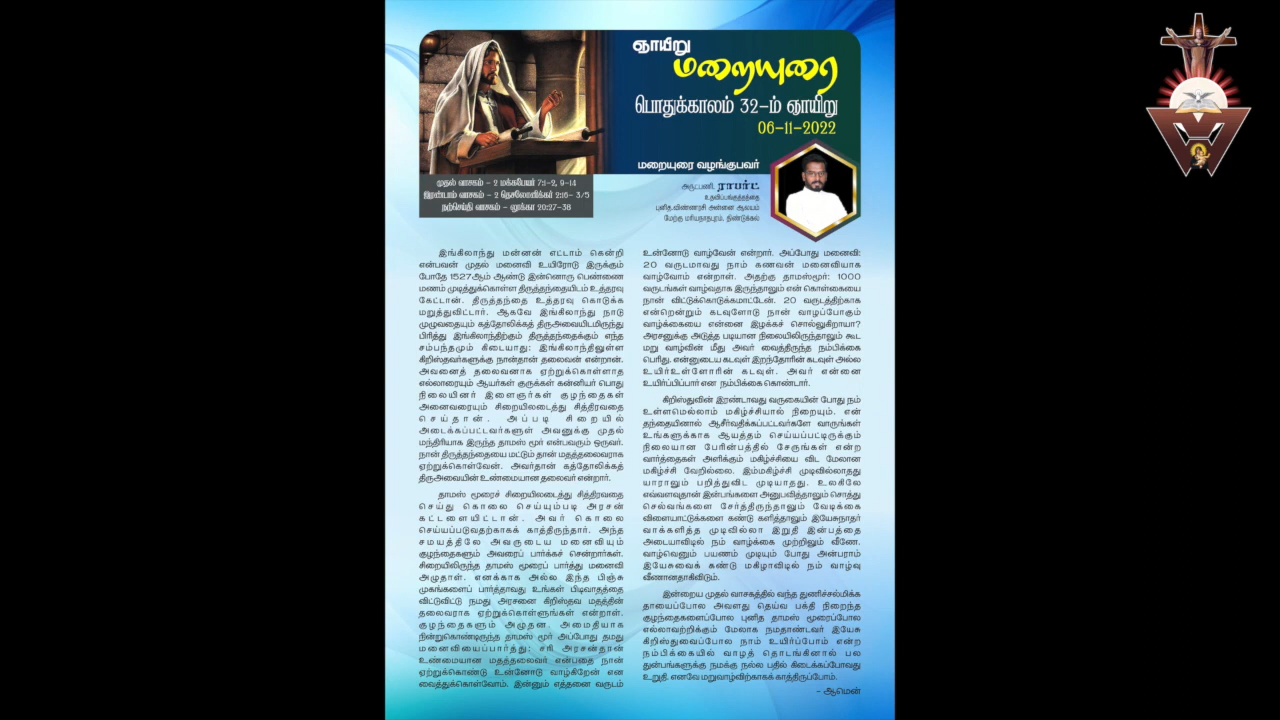 ஞாயிறு
மறையுரை
பொதுக்காலம் 32-ம் ஞாயிறு
06-11-2022
மறையுரை வழங்குபவர்
அருட்பணி. ராபர்ட்
உதவிப்பங்குத்தந்தை
புனித.விண்ணரசி அன்னை ஆலயம்
மேற்கு மரியநாதபுரம், திண்டுக்கல்
முதல் வாசகம் - 2 மக்கபேயர் 7:1-2, 9-14
இரண்டாம் வாசகம் - 2 தெசலோனிக்கர் 2:16- 3/5
நற்செய்தி வாசகம் - லூக்கா 20:27-38
இங்கிலாந்து மன்னன் எட்டாம் கென்றி
என்பவன் முதல் மனைவி உயிரோடு இருக்கும்
போதே 1527ஆம் ஆண்டு இன்னொரு பெண்ணை
மணம் முடித்துக்கொள்ள திருத்தந்தையிடம் உத்தரவு
கேட்டான். திருத்தந்தை உத்தரவு கொடுக்க
மறுத்துவிட்டார். ஆகவே இங்கிலாந்து நாடு
முழுவதையும் கத்தோலிக்கத் திருஅவையிடமிருந்து
பிரித்து இங்கிலாந்திற்கும் திருத்தந்தைக்கும் எந்த
சம்பந்தமும் கிடையாது: இங்கிலாந்திலுள்ள
கிறிஸ்தவர்களுக்கு நான்தான் தலைவன் என்றான்.
அவனைத் தலைவனாக ஏற்றுக்கொள்ளாத
எல்லாரையும் ஆயர்கள் குருக்கள் கன்னியர் பொது
நிலையினர் இளைஞர்கள் குழந்தைகள்
அனைவரையும் சிறையிலடைத்து சித்திரவதை
செய்தான். அப்படி சிறையில்
அடைக்கப்பட்டவர்களுள் அவனுக்கு முதல்
மந்திரியாக இருந்த தாமஸ் மூர் என்பவரும் ஒருவர்.
நான் திருத்தந்தையை மட்டும் தான் மதத்தலைவராக
ஏற்றுக்கொள்வேன். அவர்தான் கத்தோலிக்கத்
திருஅவையின் உண்மையான தலைவர் என்றார்.
தாமஸ் மூரைச் சிறையிலடைத்து சித்திரவதை
செய்து கொலை செய்யும்படி அரசன்
கட்டளையிட்டான். அவர் கொலை
செய்யப்படுவதற்காகக் காத்திருந்தார். அந்த
சமயத்திலே அவருடைய மனைவியும்
குழந்தைகளும் அவரைப் பார்க்கச் சென்றார்கள்.
சிறையிலிருந்த தாமஸ் மூரைப் பார்த்து மனைவி
அழுதாள். எனக்காக அல்ல இந்த பிஞ்சு
முகங்களைப் பார்த்தாவது உங்கள் பிடிவாதத்தை
விட்டுவிட்டு நமது அரசனை கிறிஸ்தவ மதத்தின்
தலைவராக ஏற்றுக்கொள்ளுங்கள் என்றாள்.
குழந்தைகளும் அழுதன. அமைதியாக
நின்றுகொண்டிருந்த தாமஸ் மூர் அப்போது தமது
மனைவியைப்பார்த்து: சரி அரசன்தான்
உண்மையான மதத்தலைவர் என்பதை நான்
ஏற்றுக்கொண்டு உன்னோடு வாழ்கிறேன் என
வைத்துக்கொள்வோம். இன்னும் எத்தனை வருடம்
உன்னோடு வாழ்வேன் என்றார். அப்போது மனைவி:
20 வருடமாவது நாம் கணவன் மனைவியாக
வாழ்வோம் என்றாள். அதற்கு தாமஸ்மூர்: 1000
வருடங்கள் வாழ்வதாக இருந்தாலும் என் கொள்கையை
நான் விட்டுக்கொடுக்கமாட்டேன். 20 வருடத்திற்காக
என்றென்றும் கடவுளோடு நான் வாழப்போகும்
வாழ்க்கையை என்னை இழக்கச் சொல்லுகிறாயா?
அரசனுக்கு அடுத்த படியான நிலையிலிருந்தாலும் கூட
மறு வாழ்வின் மீது அவர் வைத்திருந்த நம்பிக்கை
பெரிது. என்னுடைய கடவுள் இறந்தோரின் கடவுள் அல்ல
உயிர்உள்ளோரின் கடவுள். அவர் என்னை
உயிர்ப்பிப்பார் என நம்பிக்கை கொண்டார்.
கிறிஸ்துவின் இரண்டாவது வருகையின் போது நம்
உள்ளமெல்லாம் மகிழ்ச்சியால் நிறையும். என்
தந்தையினால் ஆசீர்வதிக்கப்பட்டவர்களே வாருங்கள்
உங்களுக்காக ஆயத்தம் செய்யப்பட்டிருக்கும்
நிலையான பேரின்பத்தில் சேருங்கள் என்ற
வார்த்தைகள் அளிக்கும் மகிழ்ச்சியை விட மேலான
மகிழ்ச்சி வேறில்லை. இம்மகிழ்ச்சி முடிவில்லாதது
யாராலும் பறித்துவிட முடியாதது. உலகிலே
எவ்வளவுதான் இன்பங்களை அனுபவித்தாலும் சொத்து
செல்வங்களை சேர்த்திருந்தாலும் வேடிக்கை
விளையாட்டுக்களை கண்டு களித்தாலும் இயேசுநாதர்
வாக்களித்த முடிவில்லா இறுதி இன்பத்தை
அடையாவிடில் நம் வாழ்க்கை முற்றிலும் வீணே.
வாழ்வெனும் பயணம் முடியும் போது அன்பராம்
இயேசுவைக் கண்டு மகிழாவிடில் நம் வாழ்வு
வீணானதாகிவிடும்.
இன்றைய முதல் வாசகத்தில் வந்த துணிச்சல்மிக்க
தாயைப்போல அவளது தெய்வ பக்தி நிறைந்த
குழந்தைகளைப்போல புனித தாமஸ் மூரைப்போல
எல்லாவற்றிக்கும் மேலாக நமதாண்டவர் இயேசு
கிறிஸ்துவைப்போல நாம் உயிர்ப்போம் என்ற
நம்பிக்கையில் வாழத் தொடங்கினால் பல
துன்பங்களுக்கு நமக்கு நல்ல பதில் கிடைக்கப்போவது
உறுதி. எனவே மறுவாழ்விற்காகக் காத்திருப்போம்.
- ஆமென்